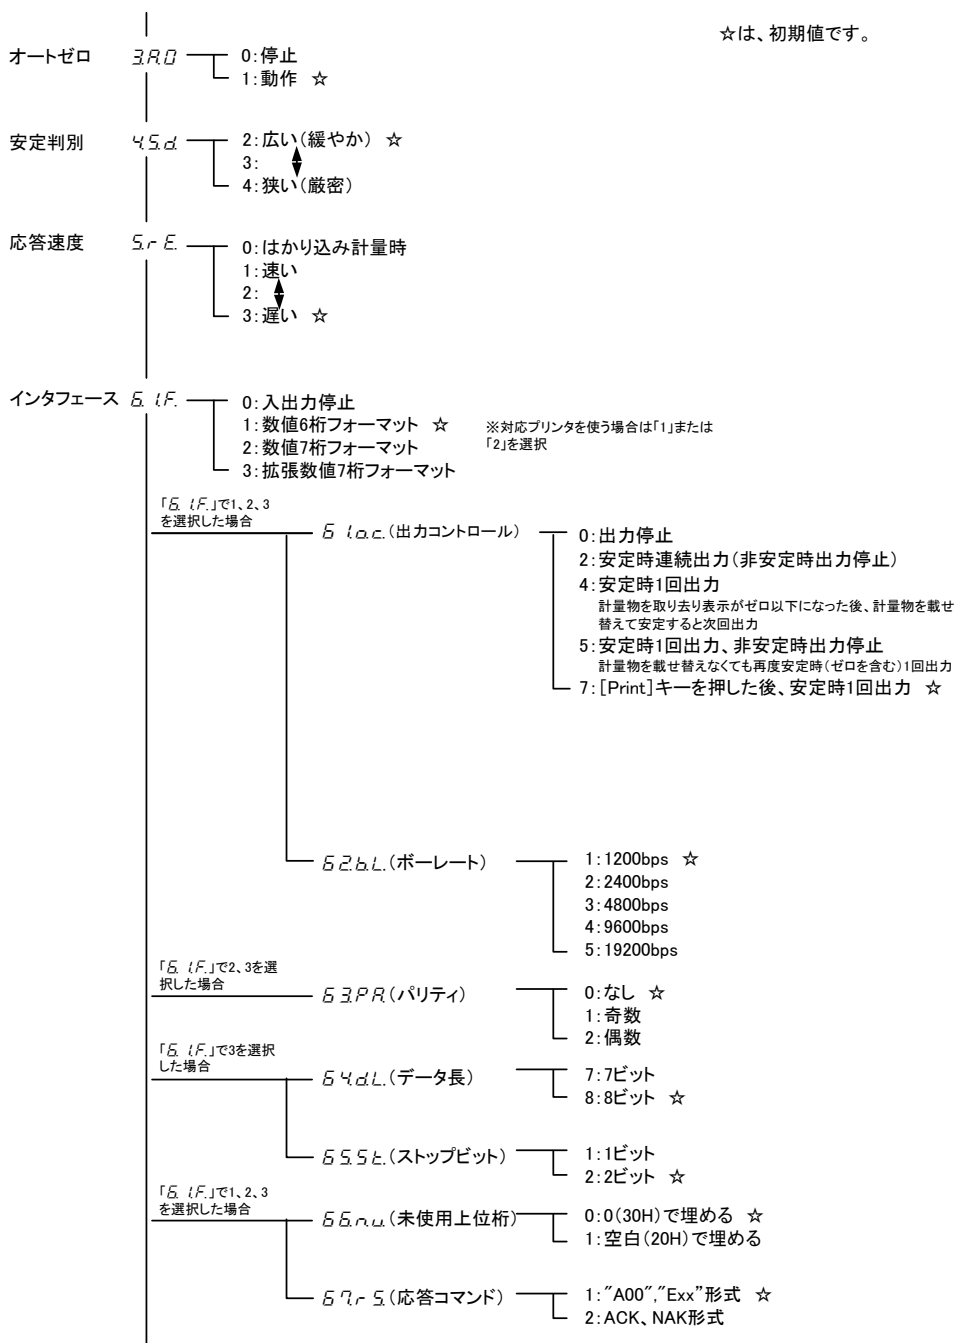 ☆は、初期値です。
オートゼロ 3.A.0 0:停止
1:動作 ☆
安定判別 4.S.d. 2:広い(緩やか) ☆
3:
4:狭い(厳密)
応答速度 5.r E. 0:はかり込み計量時
1:速い
2:
3:遅い ☆
インタフェース 6. I.F. 0:入出力停止
1:数値6桁フォーマット ☆
2:数値7桁フォーマット
3:拡張数値7桁フォーマット
※対応プリンタを使う場合は「1」または
「2」を選択
「6. I.F.」で1、2、3
を選択した場合
6 1.o.c.(出力コントロール) 0:出力停止
2:安定時連続出力(非安定時出力停止)
4:安定時1回出力
計量物を取り去り表示がゼロ以下になった後、計量物を載せ
替えて安定すると次回出力
5:安定時1回出力、非安定時出力停止
計量物を載せ替えなくても再度安定時(ゼロを含む)1回出力
7:[Print]キーを押した後、安定時1回出力 ☆
6 2.b.L.(ボーレート) 1:1200bps ☆
2:2400bps
3:4800bps
4:9600bps
5:19200bps
「6. I.F.」で2、3を選
択した場合
6 3.P A.(パリティ) 0:なし ☆
1:奇数
2:偶数
「6. I.F.」で3を選択
した場合
6 4.d.L.(データ長) 7:7ビット
8:8ビット ☆
6 5.S t.(ストップビット) 1:1ビット
2:2ビット ☆
「6. I.F.」で1、2、3
を選択した場合
6 6.n.u.(未使用上位桁) 0:0(30H)で埋める ☆
1:空白(20H)で埋める
6 7.r S.(応答コマンド) 1:"A00","Exx"形式 ☆
2:ACK、NAK形式